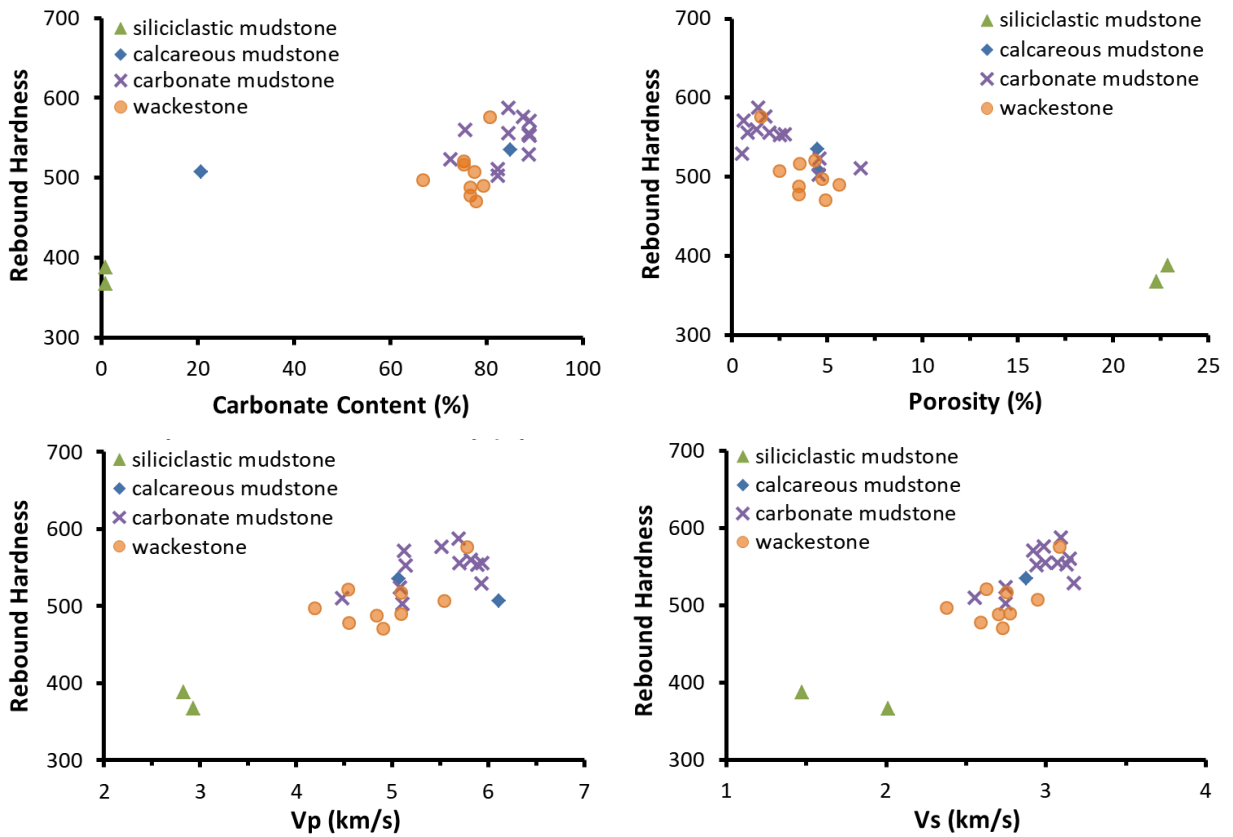 700
600
500
400
300
Rebound Hardness
siliciclastic mudstone
calcareous mudstone
carbonate mudstone
wackestone
0 20 40 60 80 100
Carbonate Content (%)
700
600
500
400
300
Rebound Hardness
siliciclastic mudstone
calcareous mudstone
carbonate mudstone
wackestone
0 5 10 15 20 25
Porosity (%)
700
600
500
400
300
Rebound Hardness
siliciclastic mudstone
calcareous mudstone
carbonate mudstone
wackestone
2 3 4 5 6 7
Vp (km/s)
700
600
500
400
300
Rebound Hardness
siliciclastic mudstone
calcareous mudstone
carbonate mudstone
wackestone
1 2 3 4
Vs (km/s)